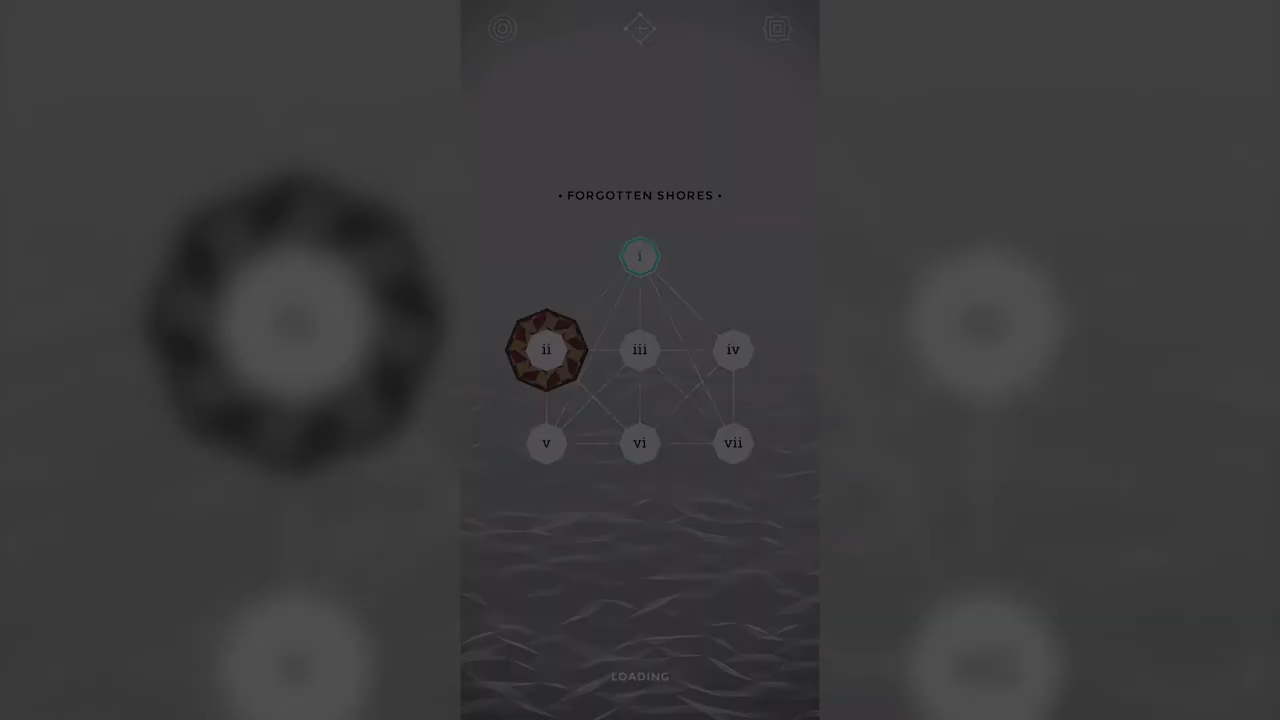 • FORGOTTEN SHORES •
i
ii iii iv
v vi vii
LOADING